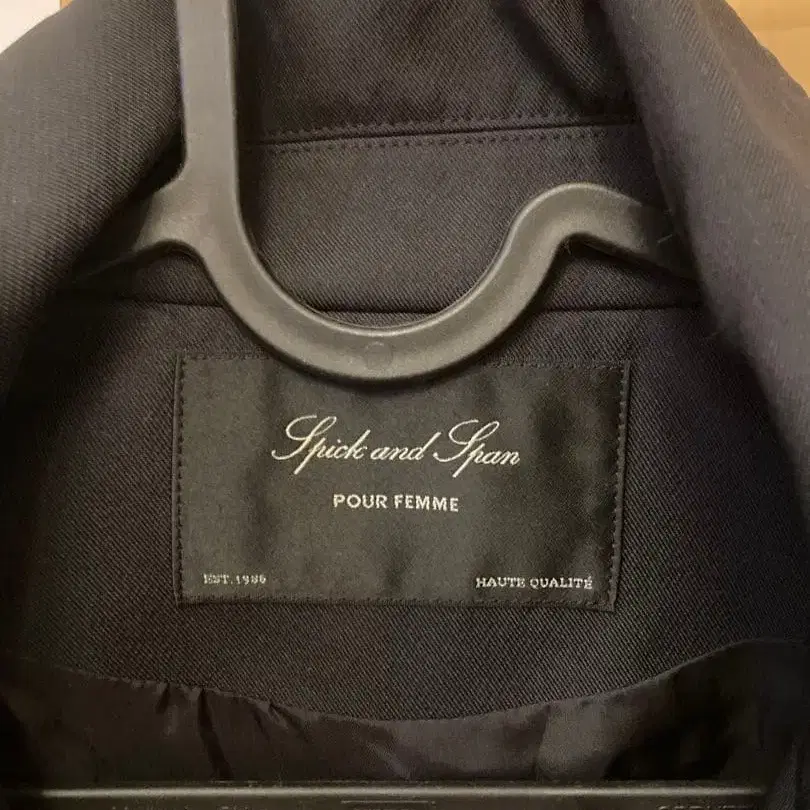 Spick and Span
POUR FEMME
EST.1986
HAUTE QUALITÉ